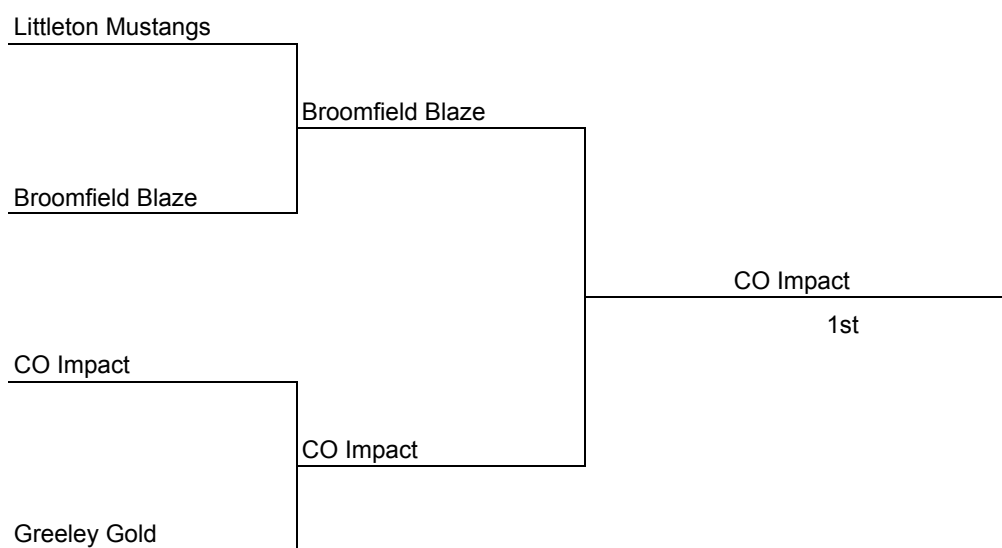 Littleton Mustangs
Broomfield Blaze
Broomfield Blaze
CO Impact
1st
CO Impact
CO Impact
Greeley Gold